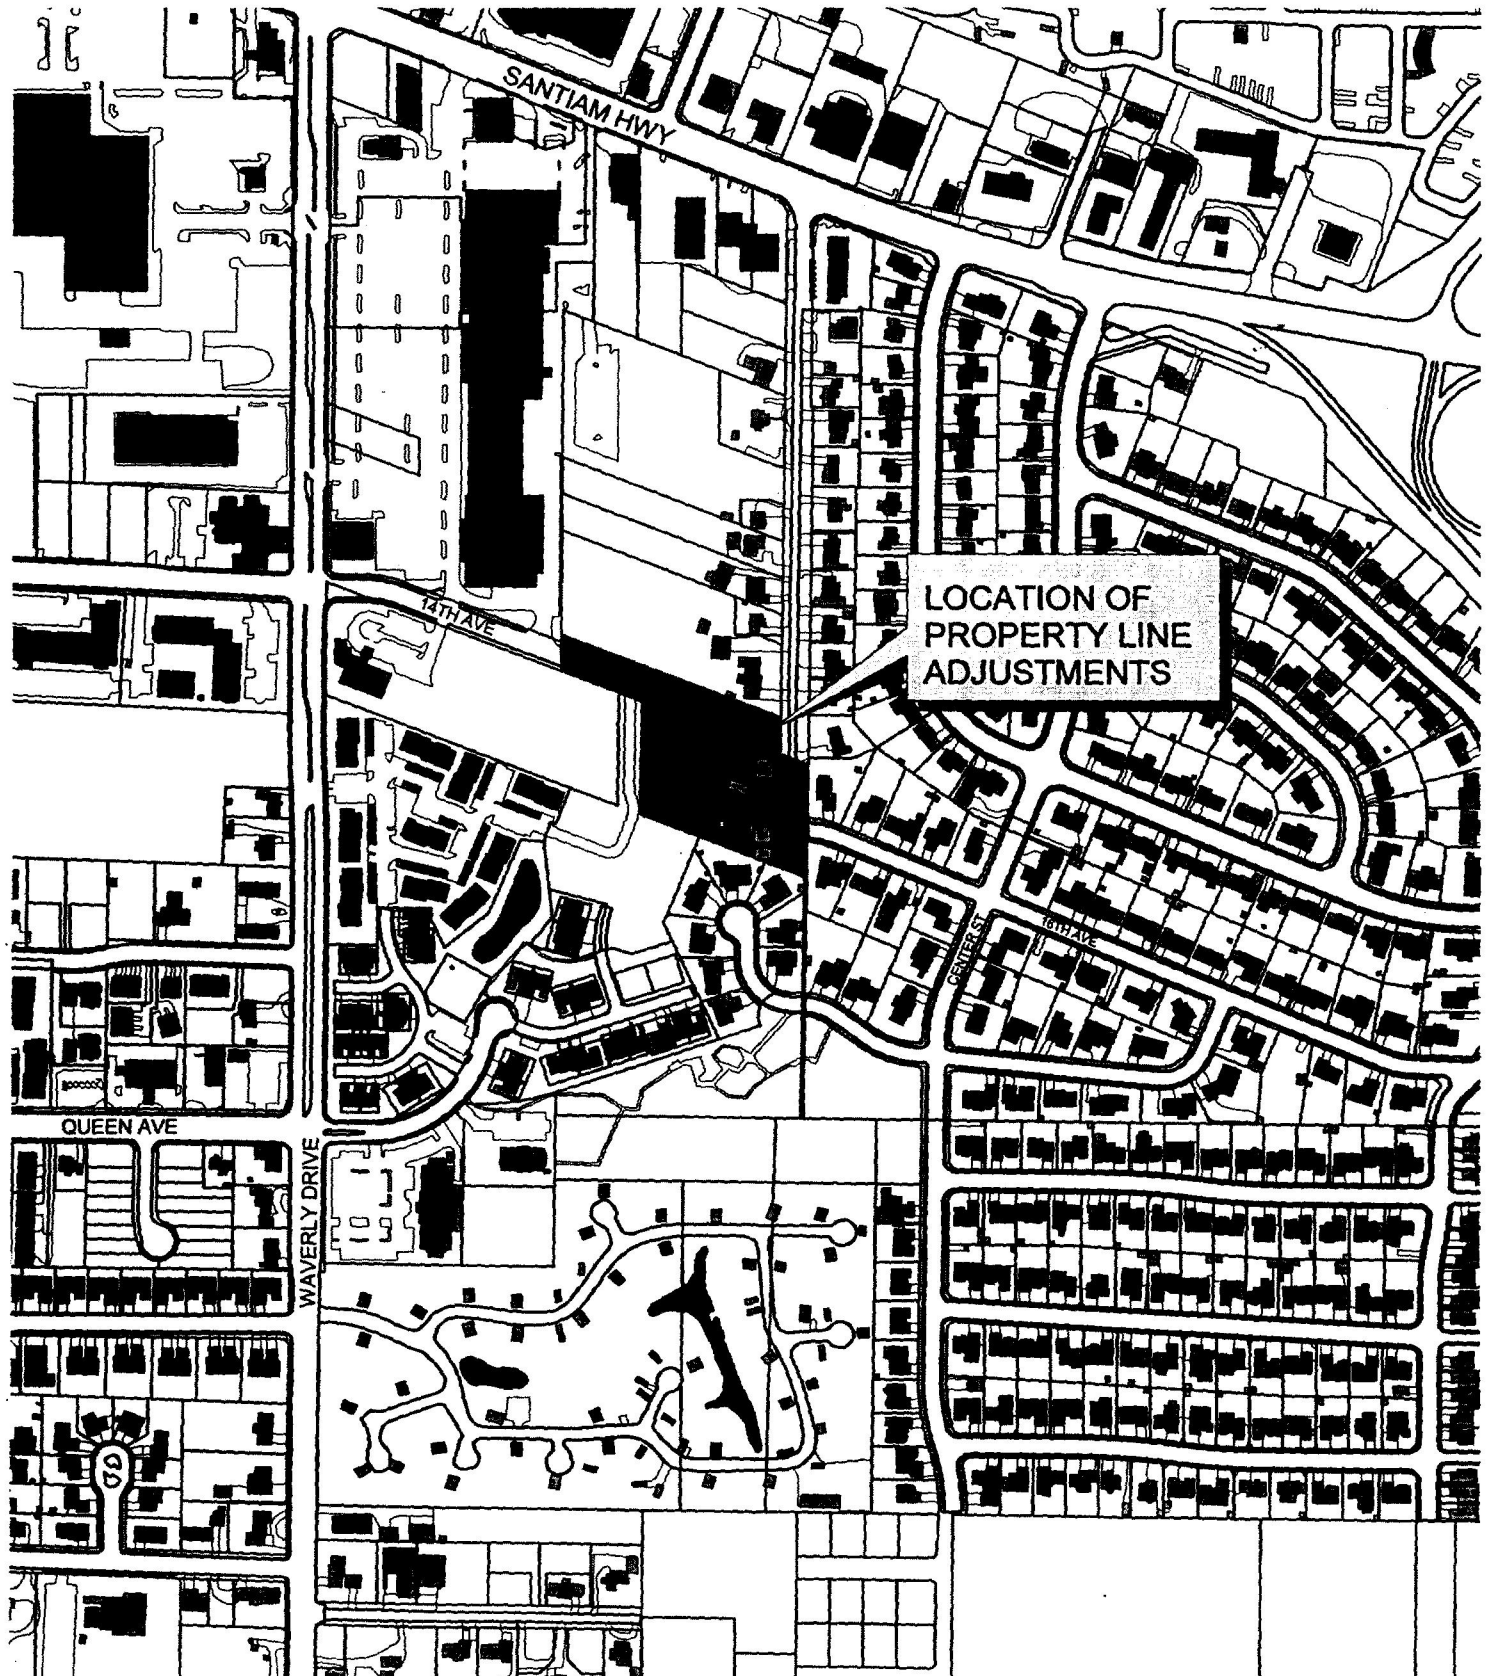 SANTIAM HWY
14TH AVE
LOCATION OF
PROPERTY LINE
ADJUSTMENTS
16TH AVE
CENTER ST
QUEEN AVE
WAVERLY DRIVE